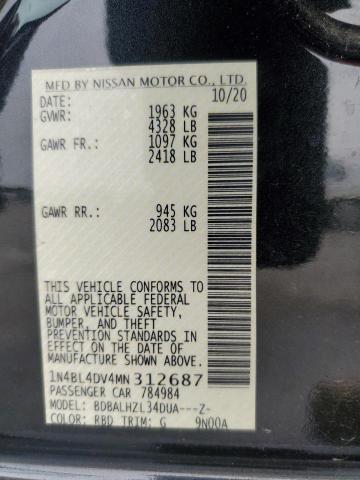 MFD BY NISSAN MOTOR CO., LTD.
DATE: 10/20
GVWR: 1963 KG
4328 LB
GAWR FR.: 1097 KG
2418 LB
GAWR RR.: 945 KG
2083 LB
THIS VEHICLE CONFORMS TO
ALL APPLICABLE FEDERAL
MOTOR VEHICLE SAFETY,
BUMPER, AND THEFT
PREVENTION STANDARDS IN
EFFECT ON THE DATE OF
MANUFACTURE SHOWN ABOVE.
1N4BL4DV4MN312687
PASSENGER CAR 784984
MODEL: BDBALHZL34DUA---Z-
COLOR: RBD TRIM: G 9N00A